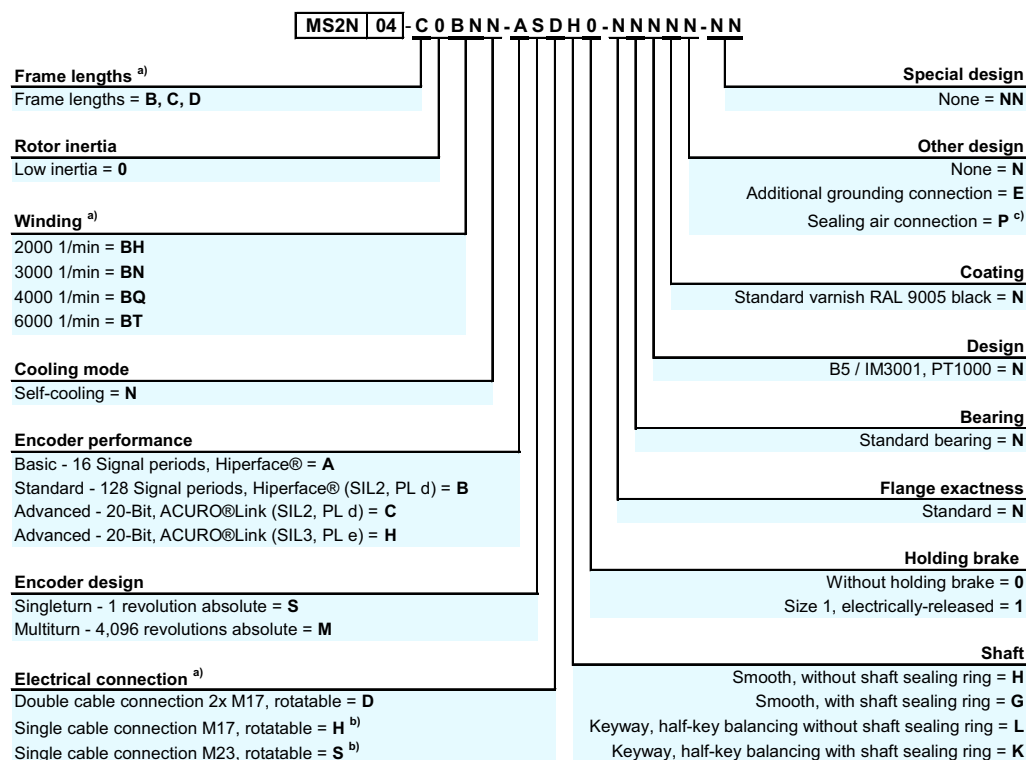 MS2N 04 - C 0 B N N - A S D H 0 - N N N N N - N N
Frame lengths a)
Frame lengths = B, C, D
Rotor inertia
Low inertia = 0
Winding a)
2000 1/min = BH
3000 1/min = BN
4000 1/min = BQ
6000 1/min = BT
Cooling mode
Self-cooling = N
Encoder performance
Basic - 16 Signal periods, Hiperface® = A
Standard - 128 Signal periods, Hiperface® (SIL2, PL d) = B
Advanced - 20-Bit, ACURO®Link (SIL2, PL d) = C
Advanced - 20-Bit, ACURO®Link (SIL3, PL e) = H
Encoder design
Singleturn - 1 revolution absolute = S
Multiturn - 4,096 revolutions absolute = M
Electrical connection a)
Double cable connection 2x M17, rotatable = D
Single cable connection M17, rotatable = H b)
Single cable connection M23, rotatable = S b)
Special design
None = NN
Other design
None = N
Additional grounding connection = E
Sealing air connection = P c)
Coating
Standard varnish RAL 9005 black = N
Design
B5 / IM3001, PT1000 = N
Bearing
Standard bearing = N
Flange exactness
Standard = N
Holding brake
Without holding brake = 0
Size 1, electrically-released = 1
Shaft
Smooth, without shaft sealing ring = H
Smooth, with shaft sealing ring = G
Keyway, half-key balancing without shaft sealing ring = L
Keyway, half-key balancing with shaft sealing ring = K